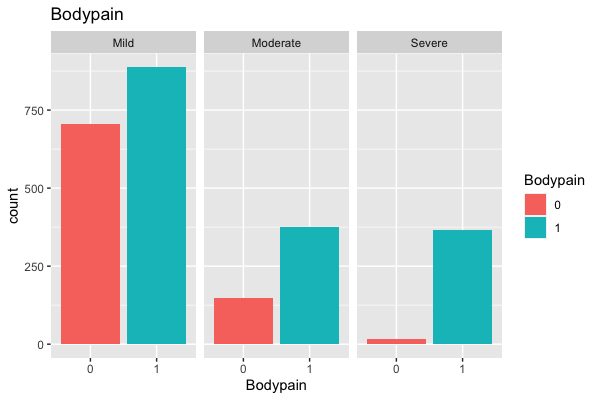 Bodypain
Mild Moderate Severe
750
500
250
0
count
0 1 0 1 0 1
Bodypain
Bodypain
0
1